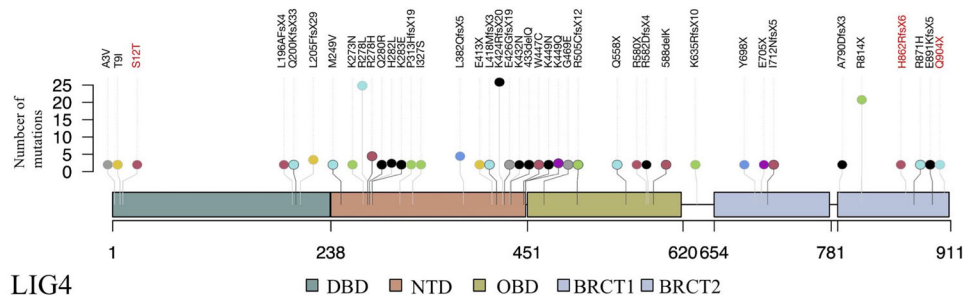 A3V
T9I
S12T
L196AFsX4
Q200KfsX33
L205FfsX29
M249V
K273N
R278L
R278H
Q280R
H282L
K283E
P313HfsX19
I327S
L382QfsX5
E413X
L418MfsX3
K424RfsX20
E426GfsX19
K432N
433delQ
W447C
K449N
K449Q
G469E
R505CfsX12
Q558X
R580X
R582DfsX4
588delK
K635RfsX10
Y698X
E705X
I712NfsX5
A790DfsX3
R814X
H862RfsX6
R871H
E891KfsX5
Q904X
Numbcer of
mutations
25
20
15
10
5
0
1
238
451
620
654
781
911
LIG4
DBD
NTD
OBD
BRCT1
BRCT2